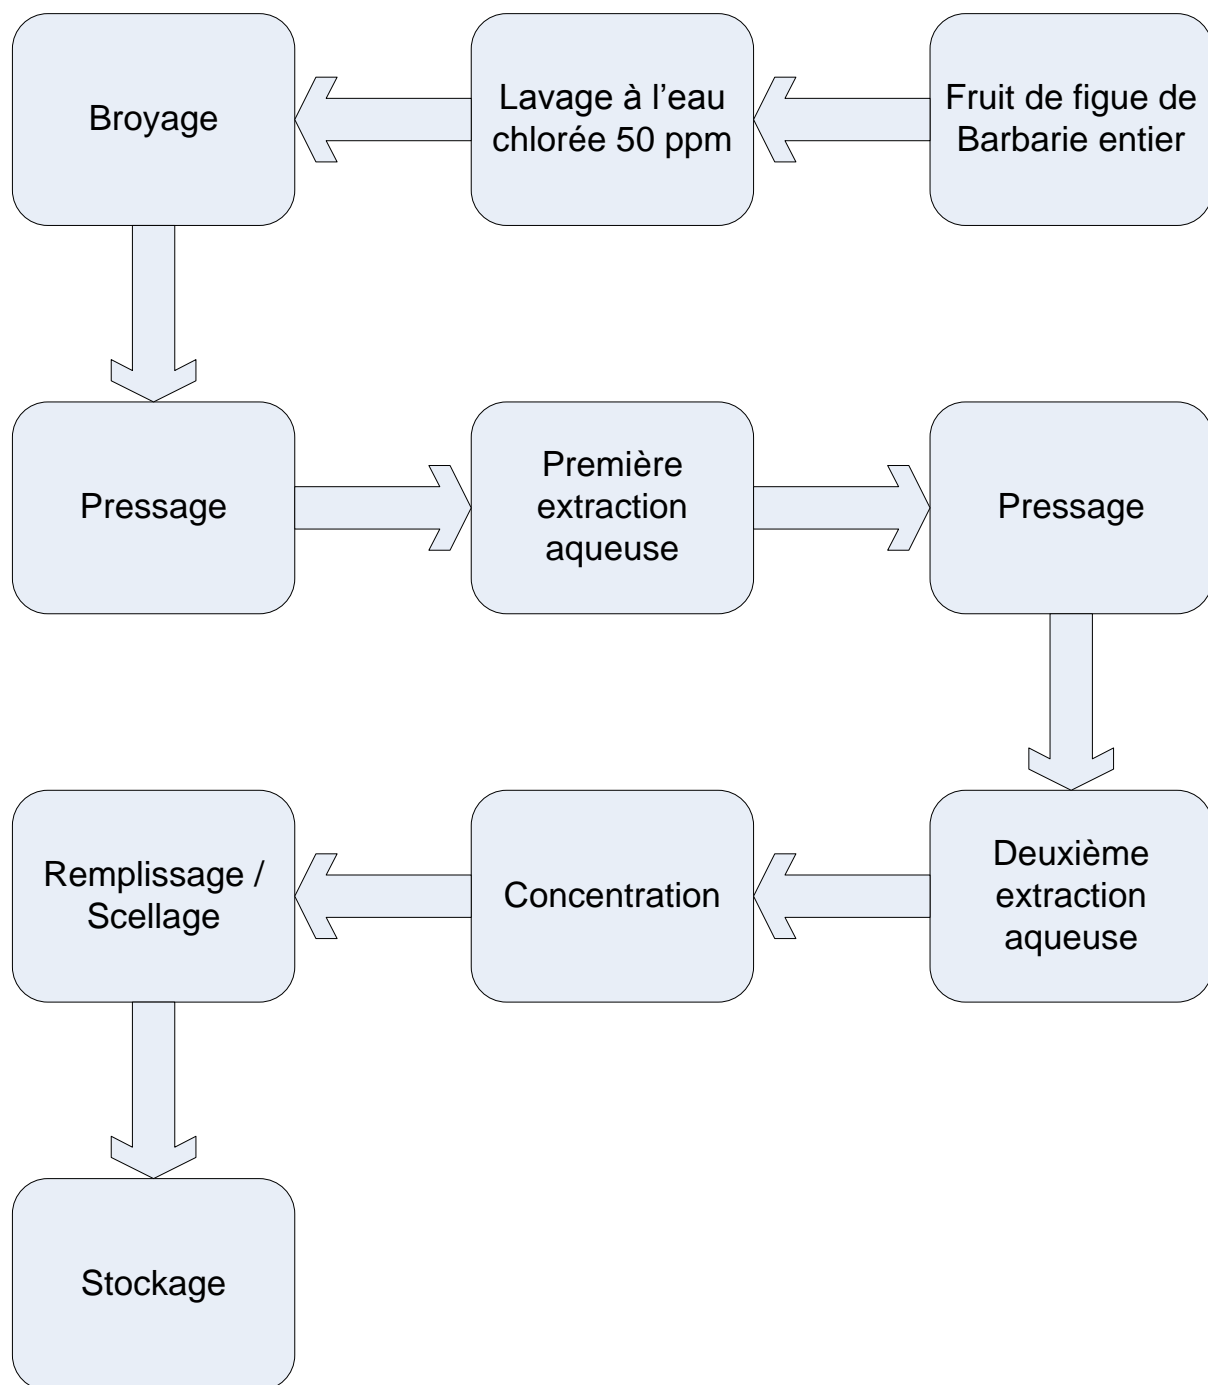 Broyage
Lavage à l’eau
chlorée 50 ppm
Fruit de figue de
Barbarie entier
Pressage
Première
extraction
aqueuse
Pressage
Remplissage /
Scellage
Concentration
Deuxième
extraction
aqueuse
Stockage